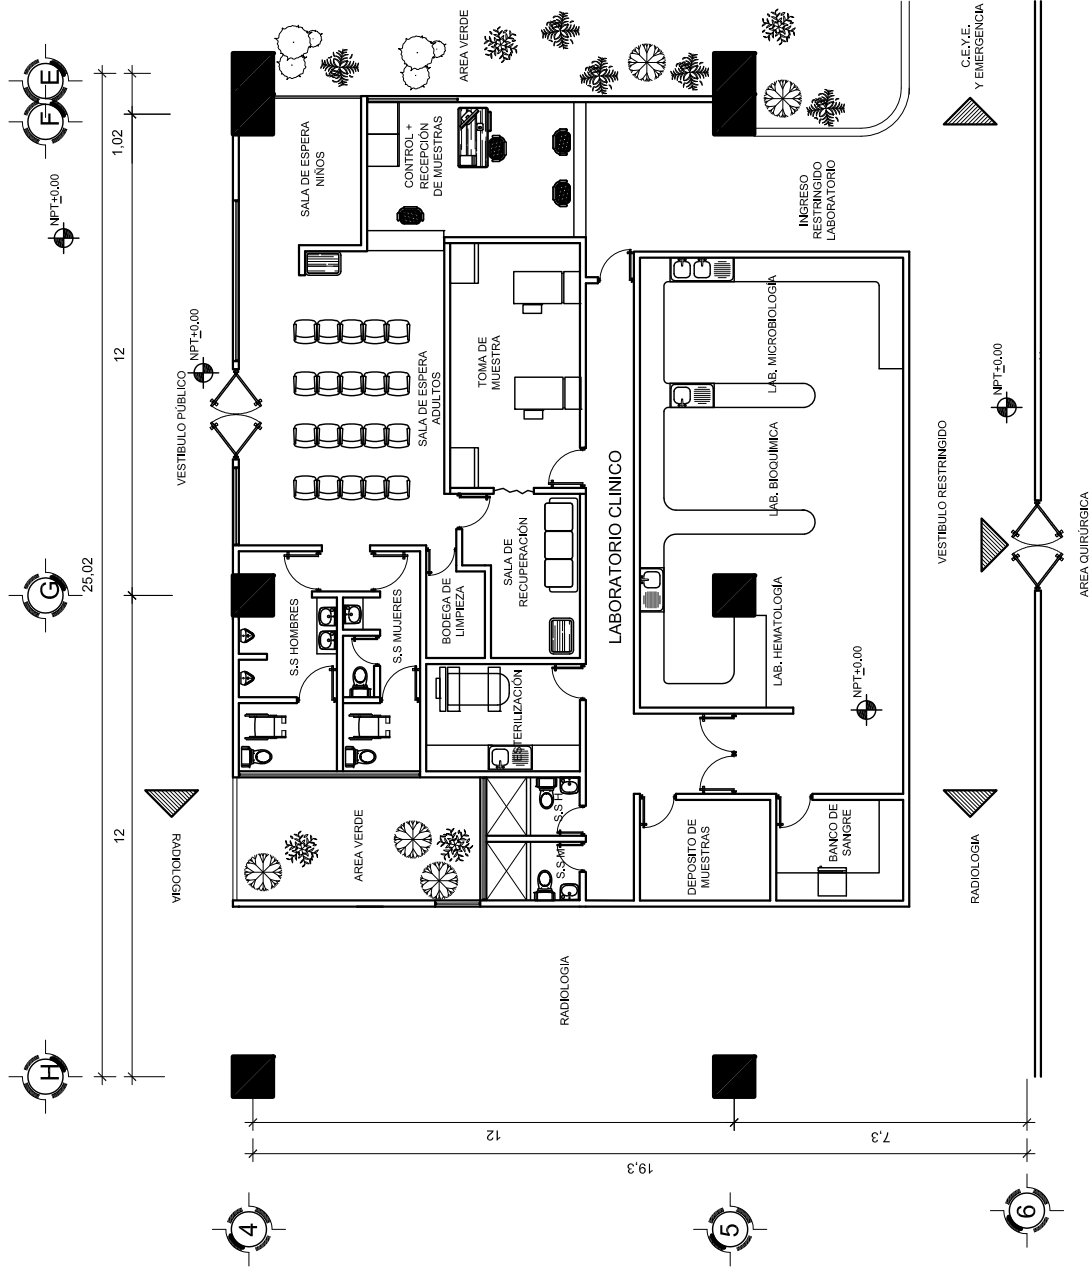 E
F
G
H
1,02
12
12
25,02
NPT±0.00
VESTIBULO PÚBLICO
NPT±0.00
RADIOLOGIA
AREA VERDE
SALA DE ESPERA
NIÑOS
CONTROL +
RECEPCIÓN
DE MUESTRAS
SALA DE ESPERA
ADULTOS
TOMA DE
MUESTRA
S.S HOMBRES
S.S MUJERES
BODEGA DE
LIMPIEZA
SALA DE
RECUPERACIÓN
ESTERILIZACIÓN
AREA VERDE
S.S H
S.S M
LABORATORIO CLINICO
INGRESO
RESTRINGIDO
LABORATORIO
C.E.Y.E.
Y EMERGENCIA
LAB. MICROBIOLOGÍA
LAB. BIOQUÍMICA
LAB. HEMATOLOGÍA
NPT±0.00
DEPOSITO DE
MUESTRAS
BANCO DE
SANGRE
VESTIBULO RESTRINGIDO
NPT±0.00
AREA QUIRÚRGICA
RADIOLOGIA
RADIOLOGIA
12
7,3
19,3
4
5
6